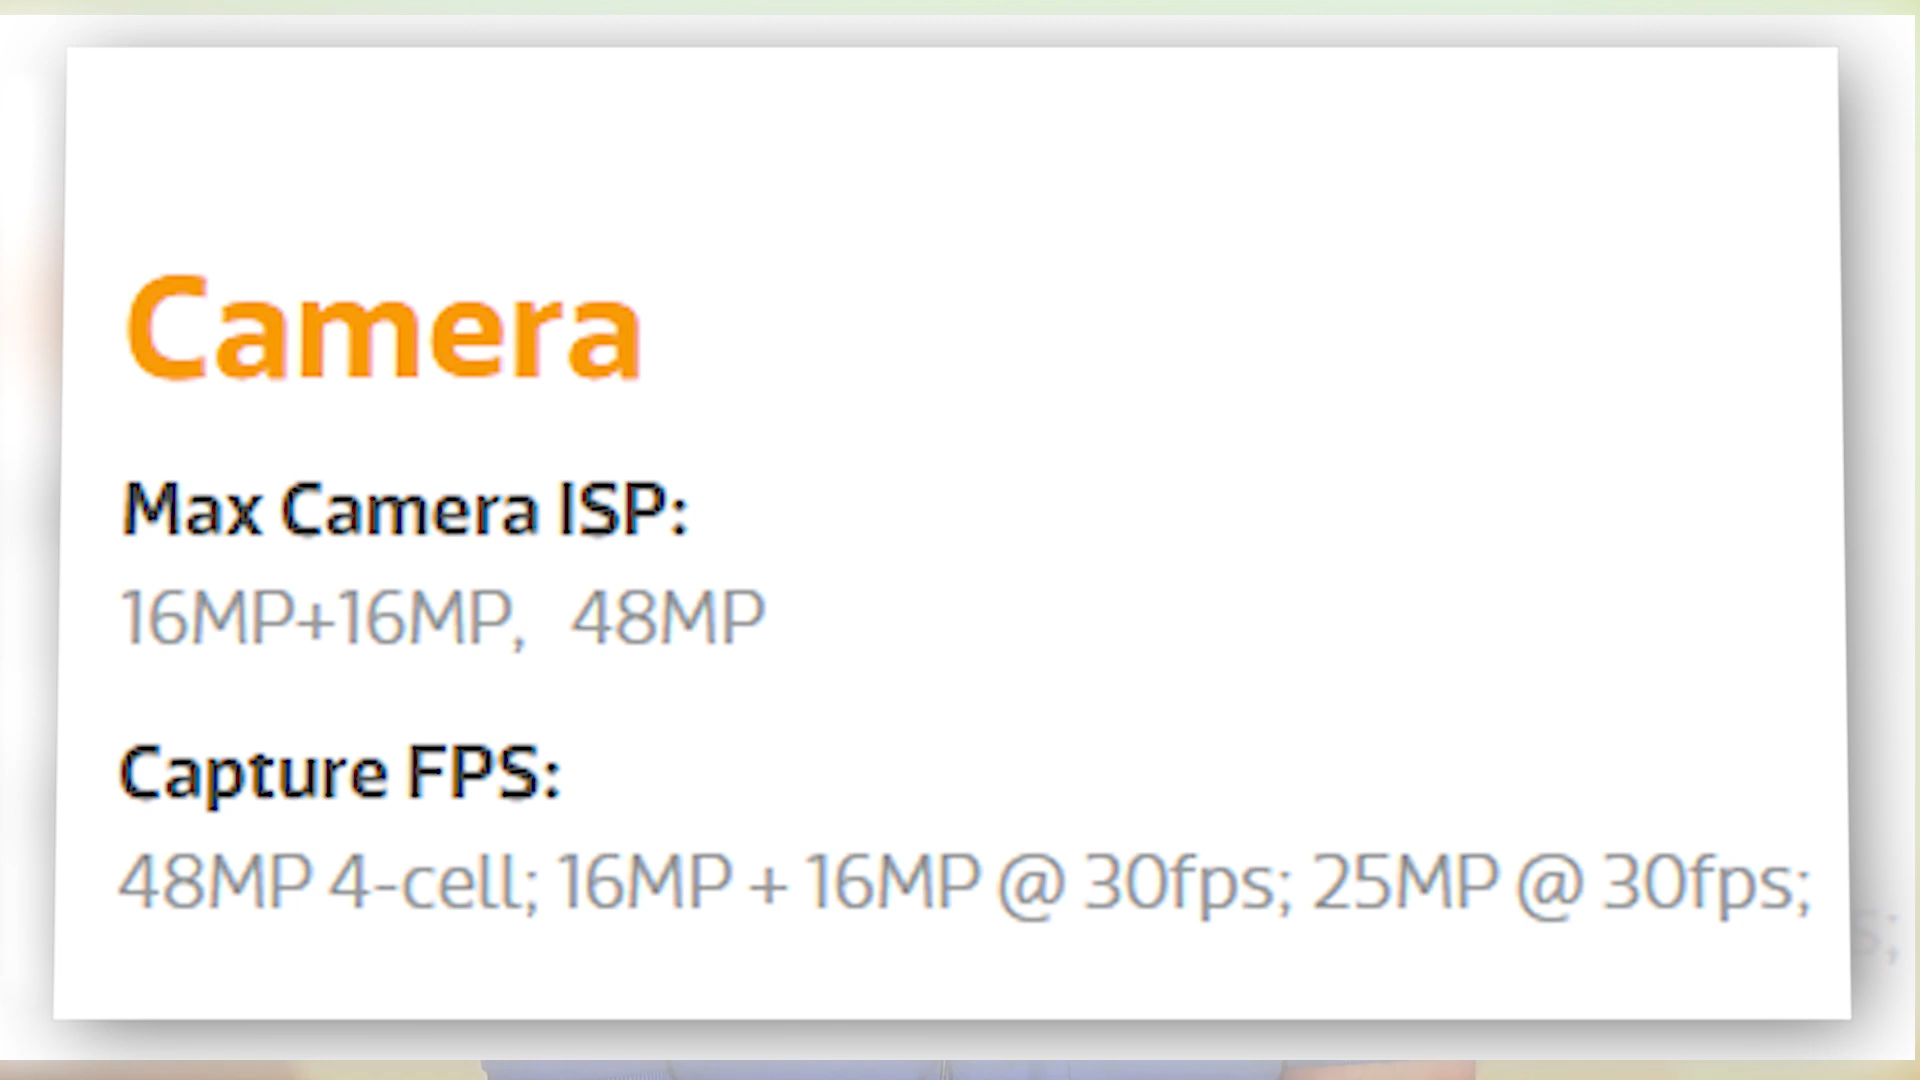 Camera
Max Camera ISP:
16MP+16MP, 48MP
Capture FPS:
48MP 4-cell; 16MP + 16MP @ 30fps; 25MP @ 30fps;
s;